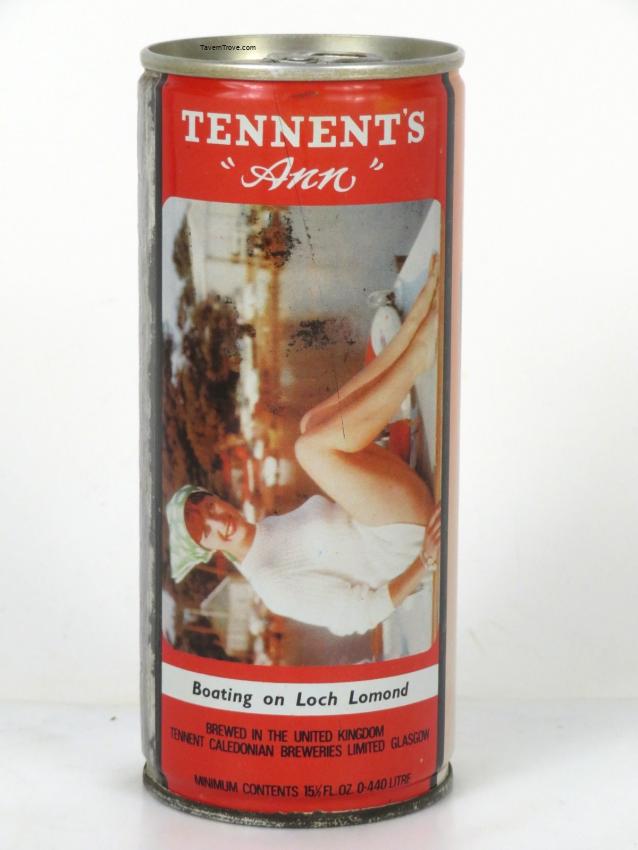 TavernTrove.com
TENNENT'S
"Ann"
Boating on Loch Lomond
BREWED IN THE UNITED KINGDOM
TENNENT CALEDONIAN BREWERIES LIMITED GLASGOW
MINIMUM CONTENTS 15½ FL. OZ. 0·440 LITRE